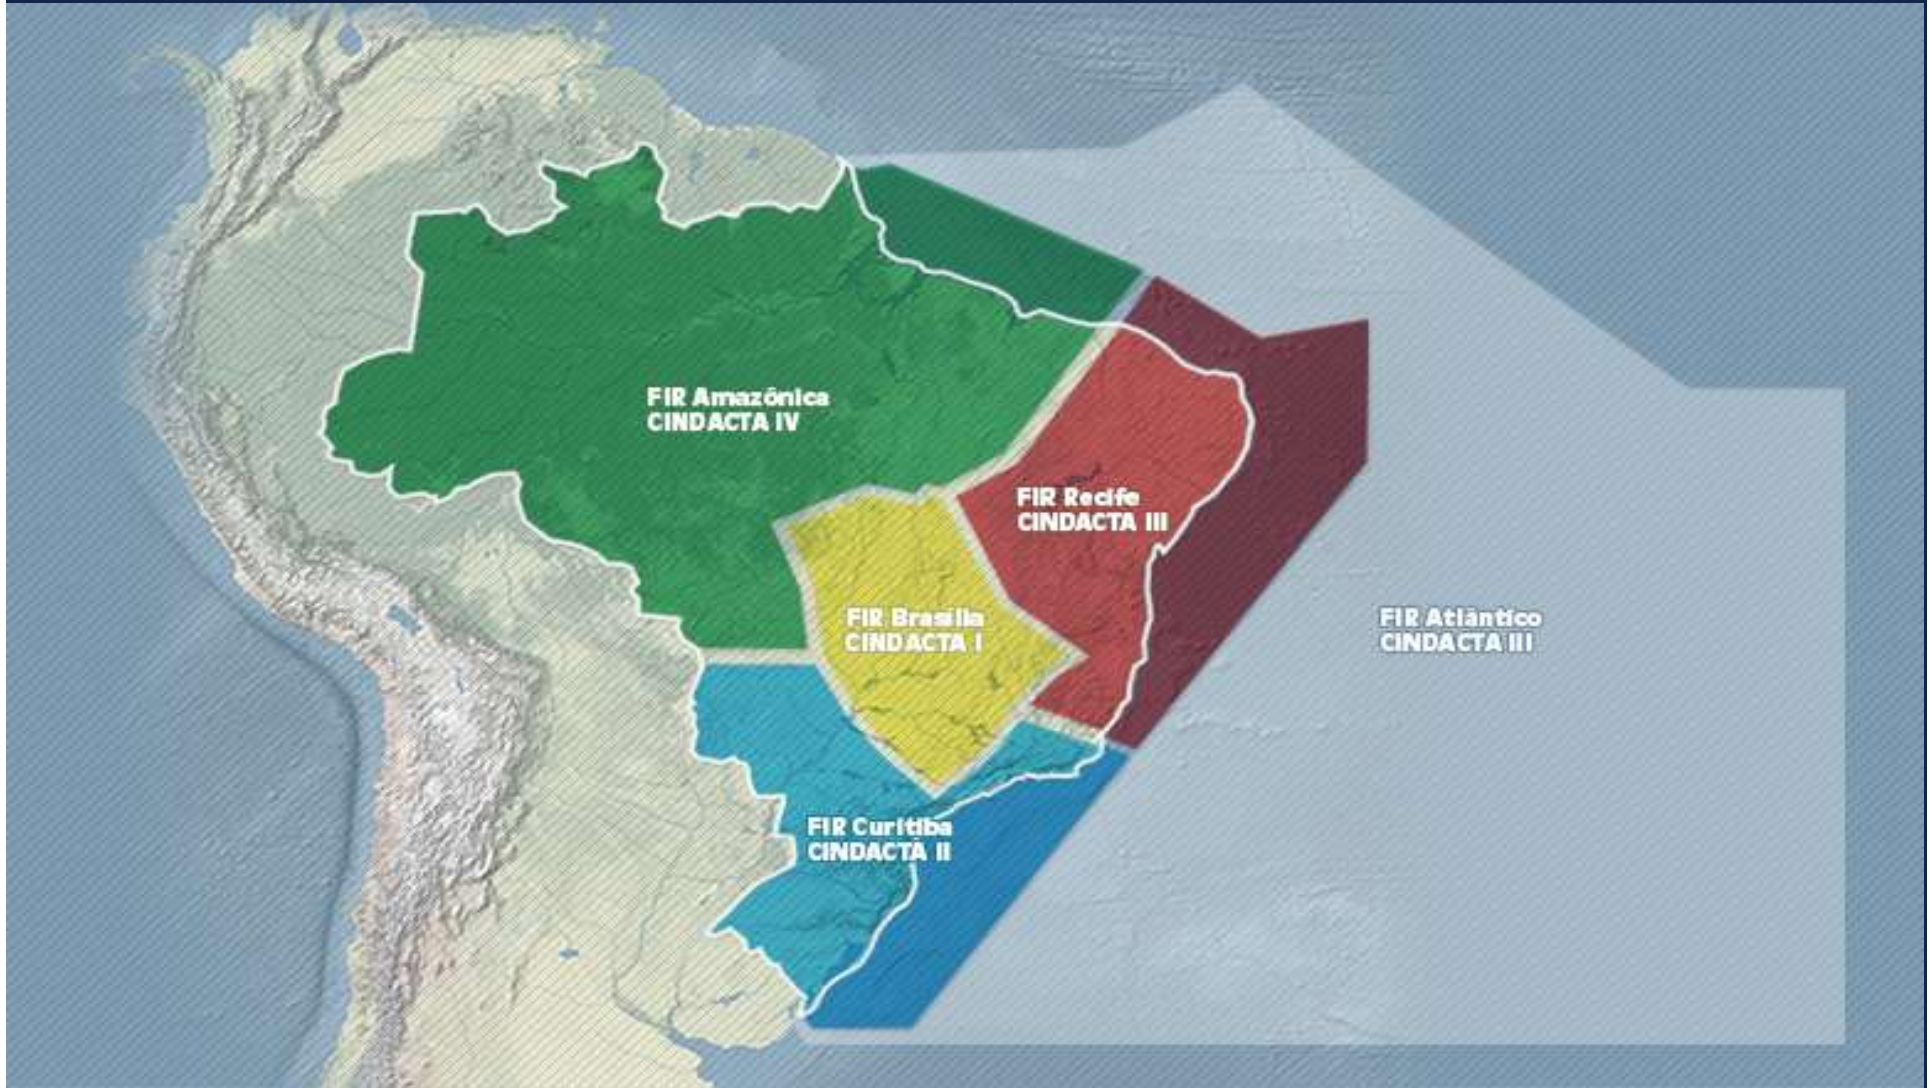 FIR Amazônica
CINDACTA IV
FIR Recife
CINDACTA III
FIR Brasília
CINDACTA I
FIR Atlântico
CINDACTA III
FIR Curitiba
CINDACTA II